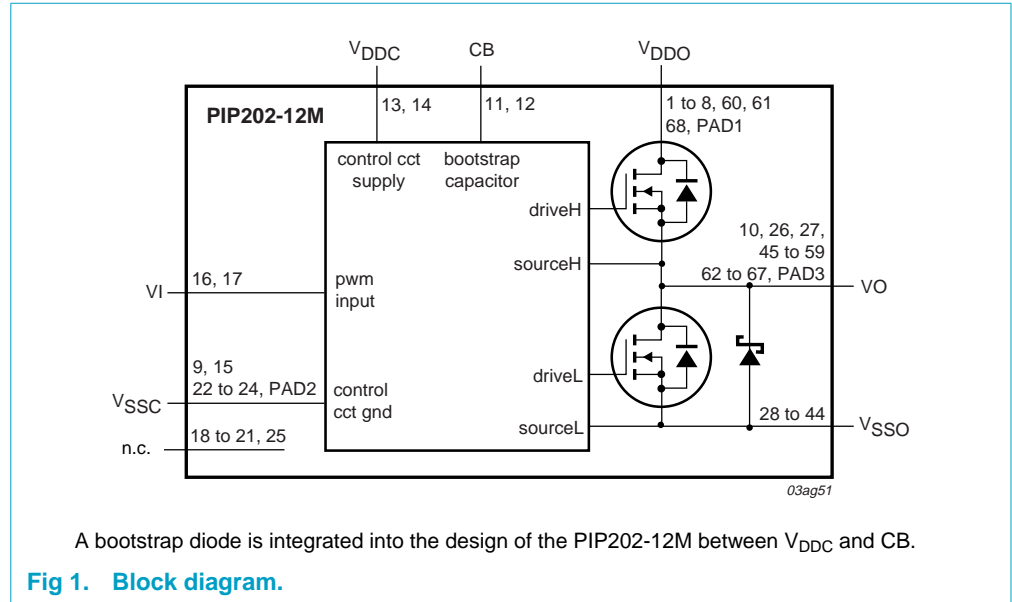 VDDC CB VDDO
PIP202-12M
13, 14
11, 12
1 to 8, 60, 61
68, PAD1
control cct
supply
bootstrap
capacitor
driveH
sourceH
10, 26, 27,
45 to 59
62 to 67, PAD3
VO
VI
16, 17
pwm
input
9, 15
22 to 24, PAD2
VSSC
control
cct gnd
driveL
sourceL
28 to 44
VSSO
n.c.
18 to 21, 25
03ag51
A bootstrap diode is integrated into the design of the PIP202-12M between VDDC and CB.
Fig 1. Block diagram.